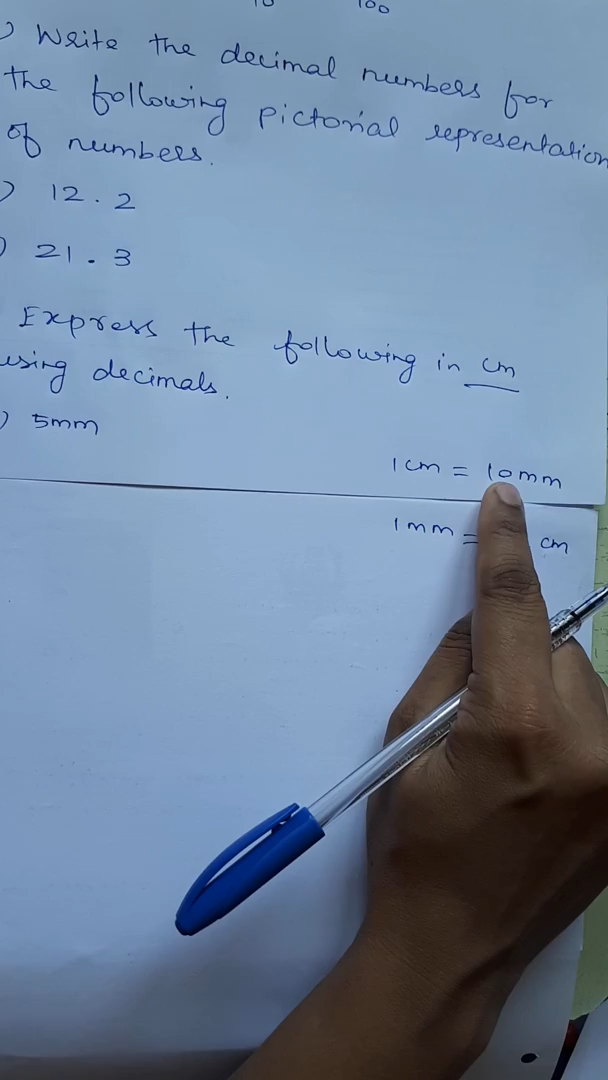 100
) Write the decimal numbers for
the following pictorial representation
of numbers.
) 12.2
) 21.3
Express the following in cm
using decimals.
) 5mm
1cm = 10mm
1mm = cm